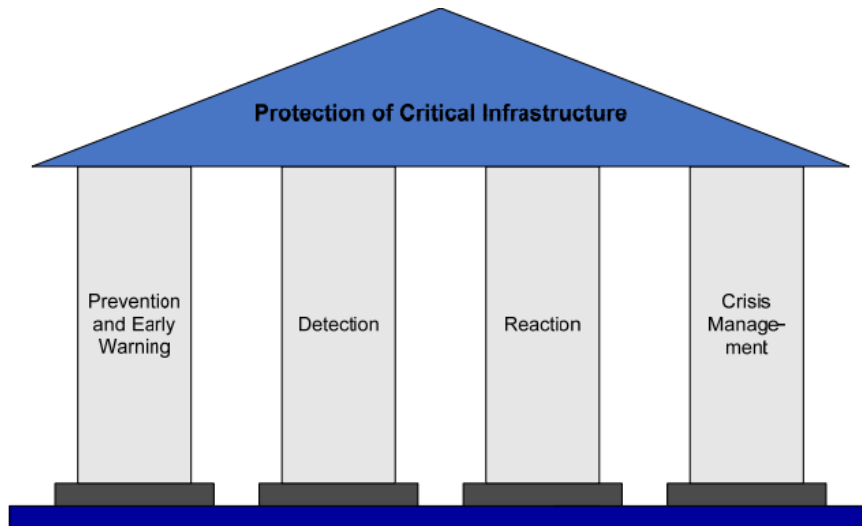 Protection of Critical Infrastructure
Prevention
and Early
Warning
Detection
Reaction
Crisis
Manage-
ment